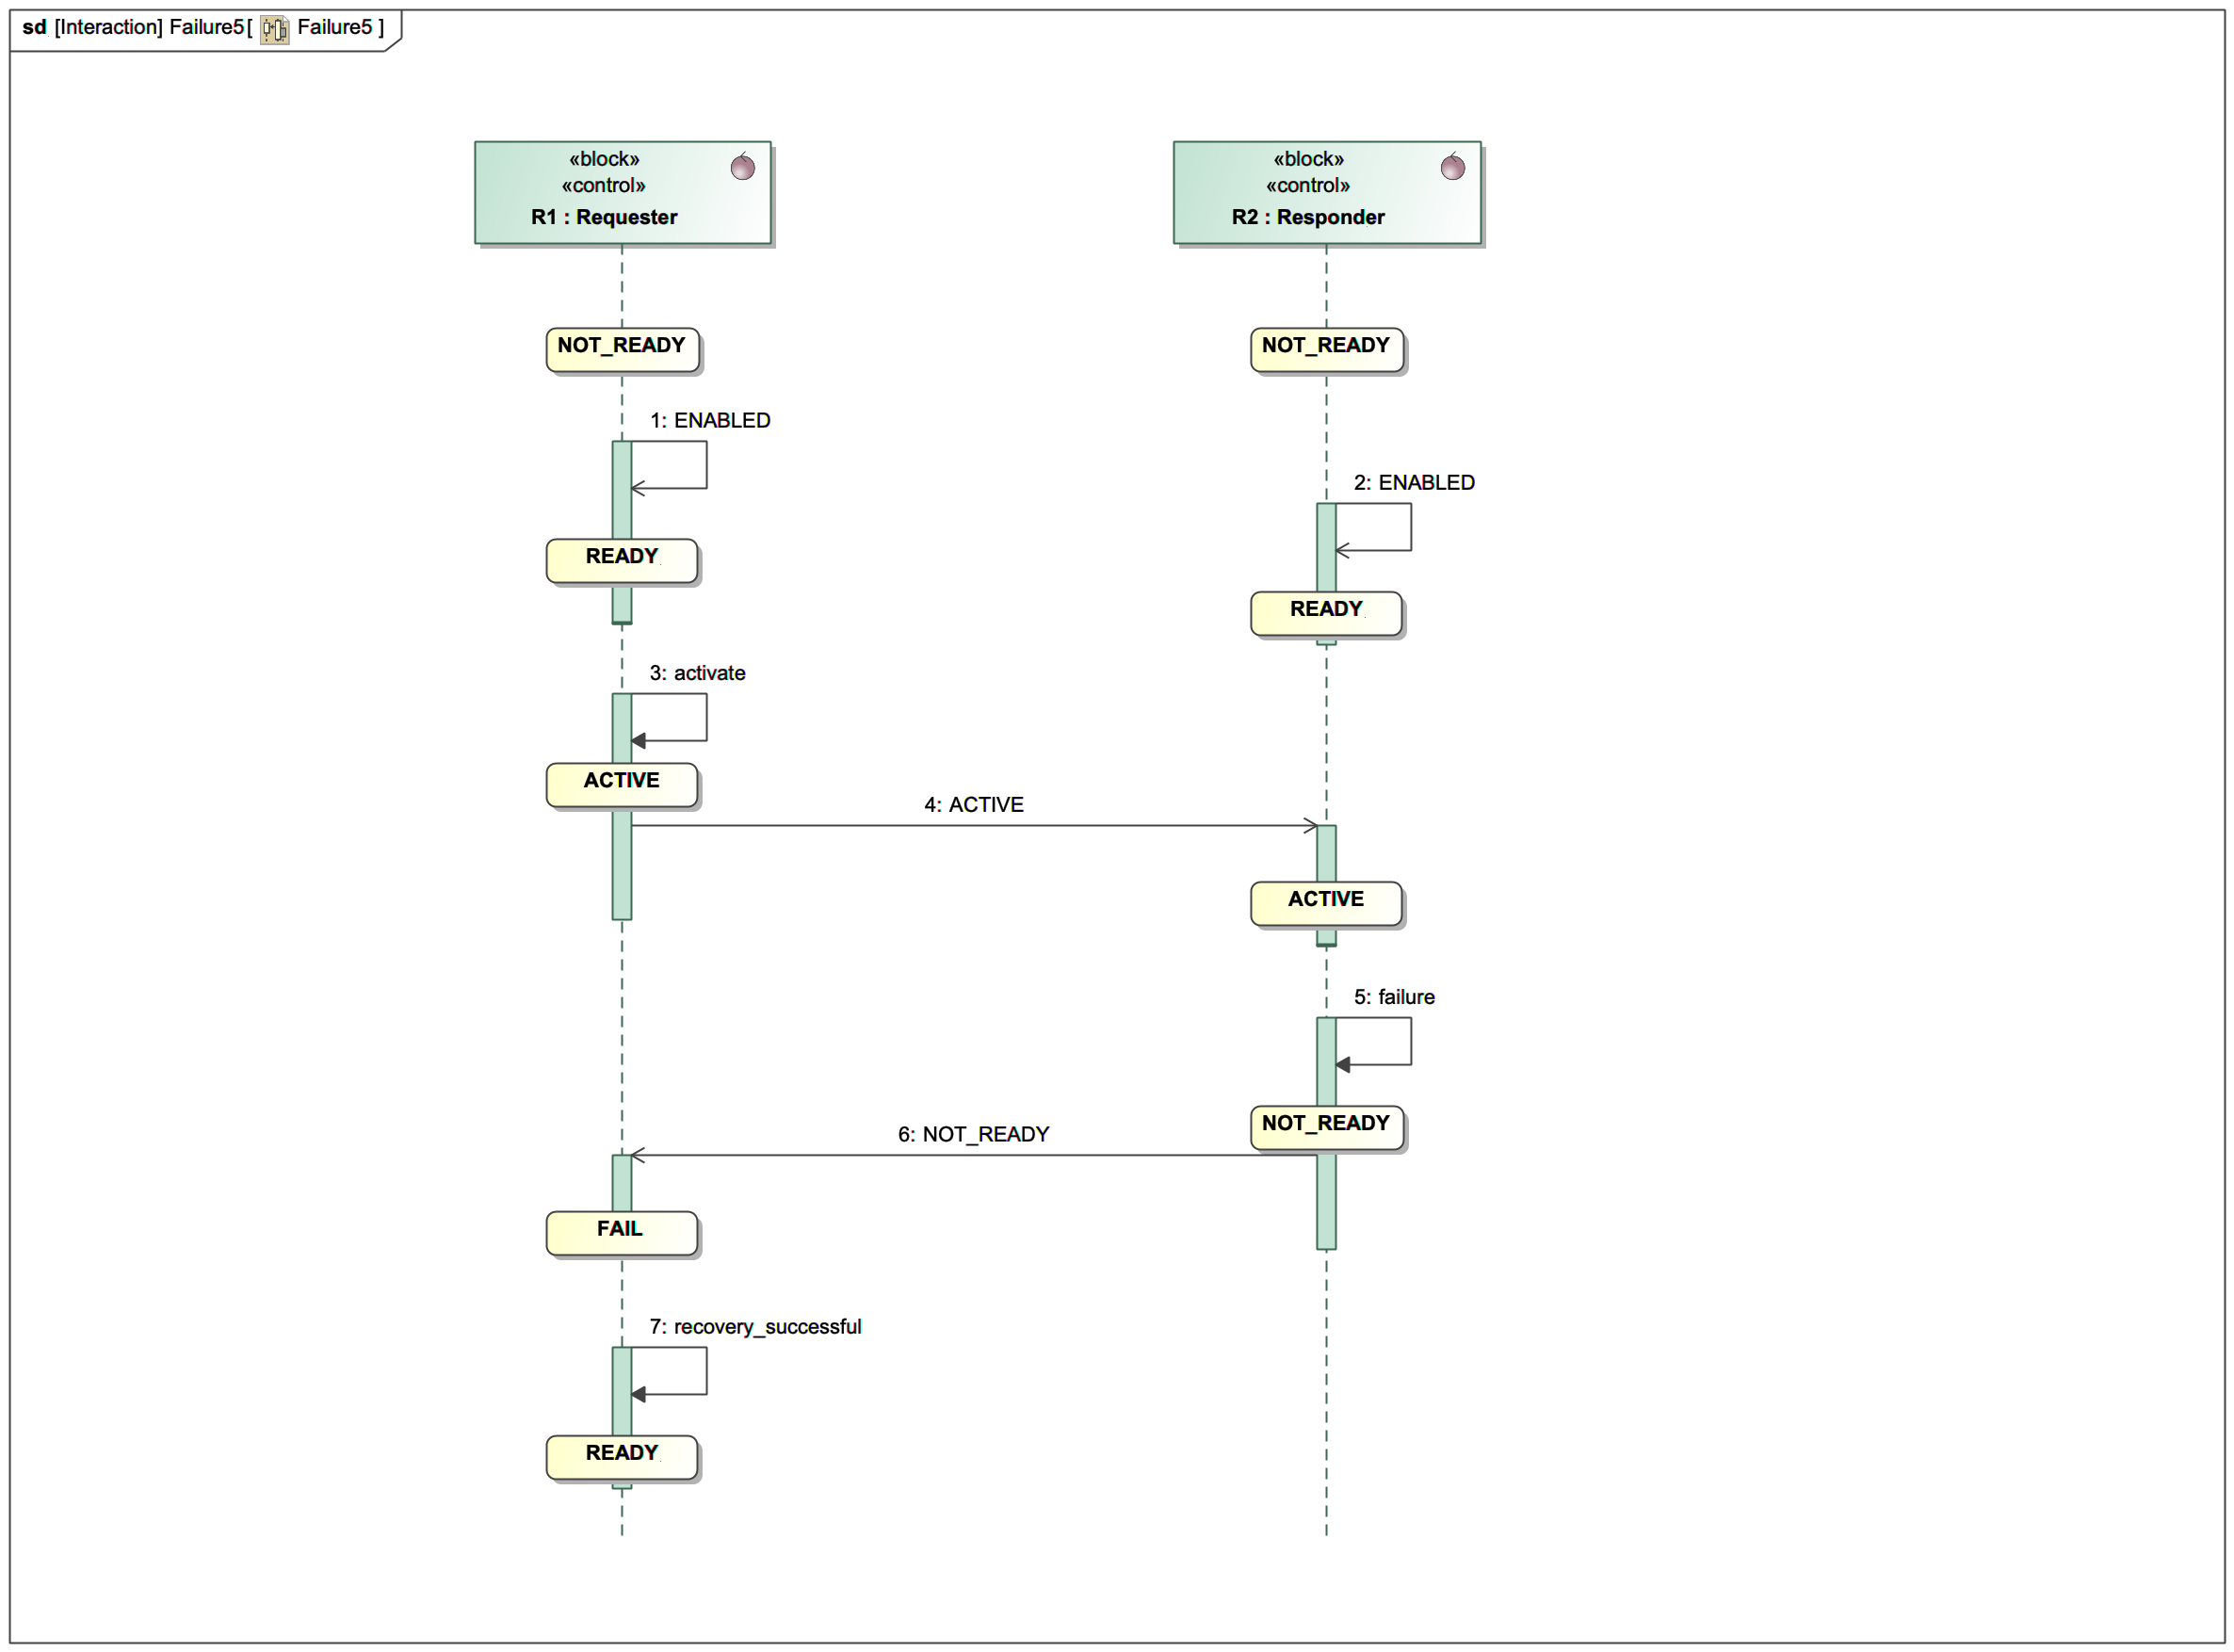 sd [Interaction] Failure5[ Failure5 ]
«block»
«control»
R1 : Requester
«block»
«control»
R2 : Responder
NOT_READY
NOT_READY
1: ENABLED
2: ENABLED
READY
READY
3: activate
ACTIVE
4: ACTIVE
ACTIVE
5: failure
NOT_READY
6: NOT_READY
FAIL
7: recovery_successful
READY